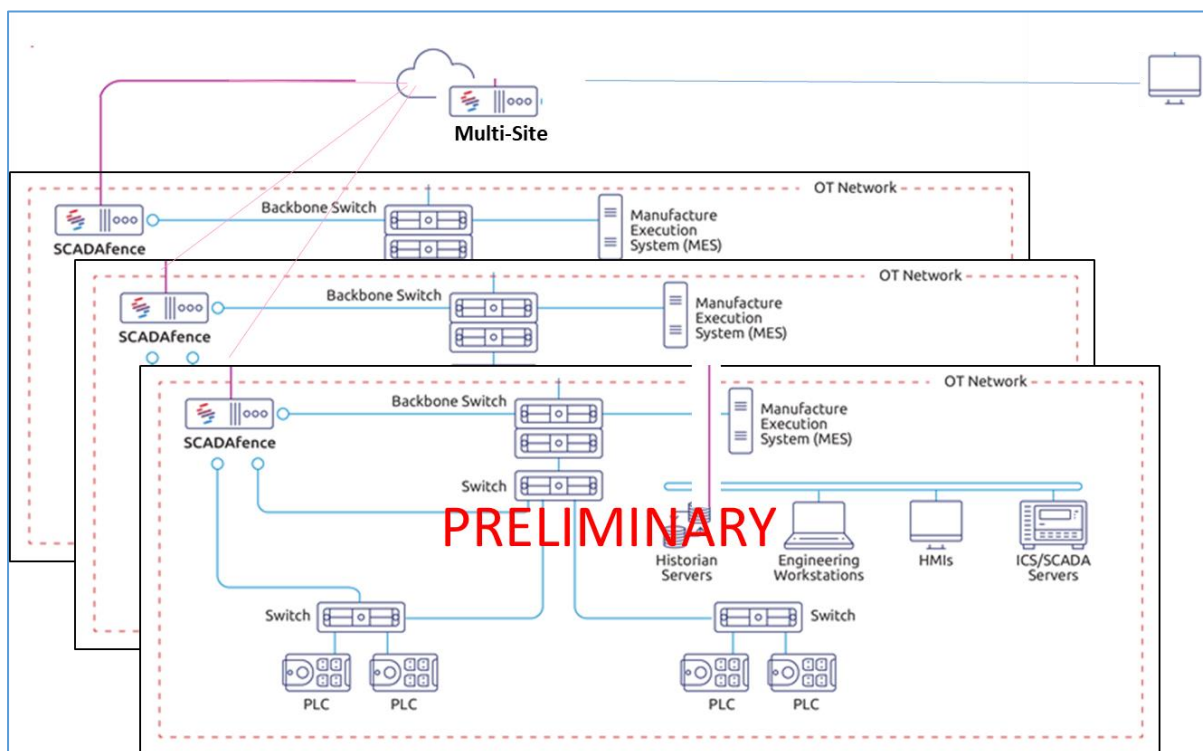 Multi-Site
OT Network
Backbone Switch
Manufacture
Execution
System (MES)
SCADAfence
OT Network
Backbone Switch
Manufacture
Execution
System (MES)
SCADAfence
OT Network
Backbone Switch
Manufacture
Execution
System (MES)
SCADAfence
Switch
PRELIMINARY
Historian
Servers
Engineering
Workstations
HMIs
ICS/SCADA
Servers
Switch
Switch
PLC
PLC
PLC
PLC